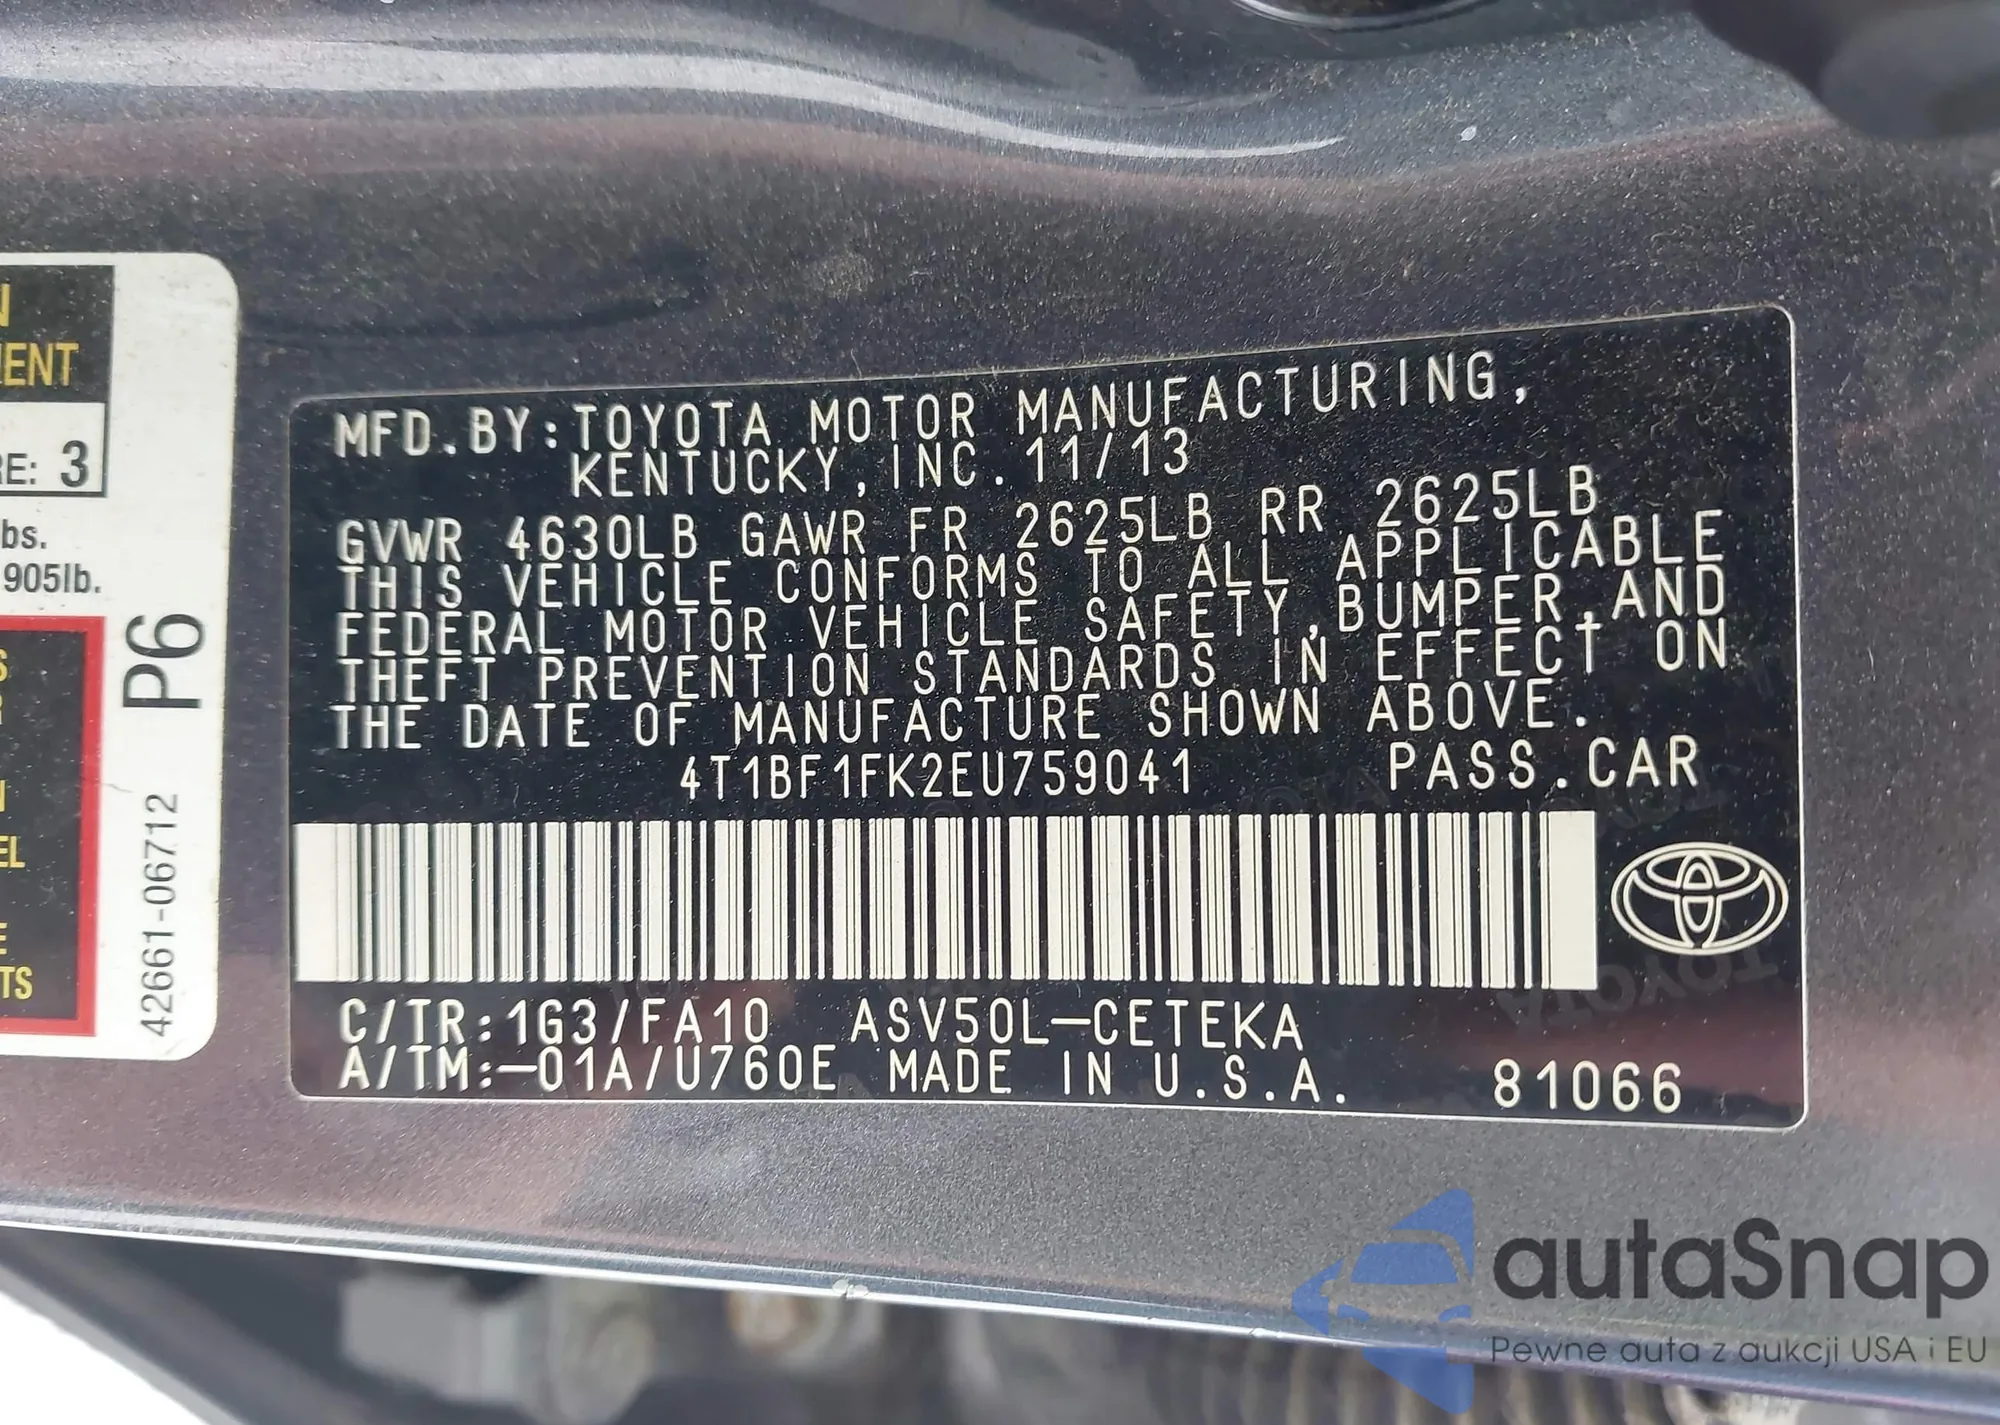 N
MENT
RE: 3
bs.
905lb.
S
R
N
EL
E
TS
P6
42661-06712
MFD.BY:TOYOTA MOTOR MANUFACTURING,
KENTUCKY,INC. 11/13
GVWR 4630LB GAWR FR 2625LB RR 2625LB
THIS VEHICLE CONFORMS TO ALL APPLICABLE
FEDERAL MOTOR VEHICLE SAFETY,BUMPER,AND
THEFT PREVENTION STANDARDS IN EFFECT ON
THE DATE OF MANUFACTURE SHOWN ABOVE.
4T1BF1FK2EU759041 PASS.CAR
C/TR:1G3/FA10 ASV50L-CETEKA
A/TM:-01A/U760E MADE IN U.S.A. 81066
autaSnap
Pewne auta z aukcji USA i EU